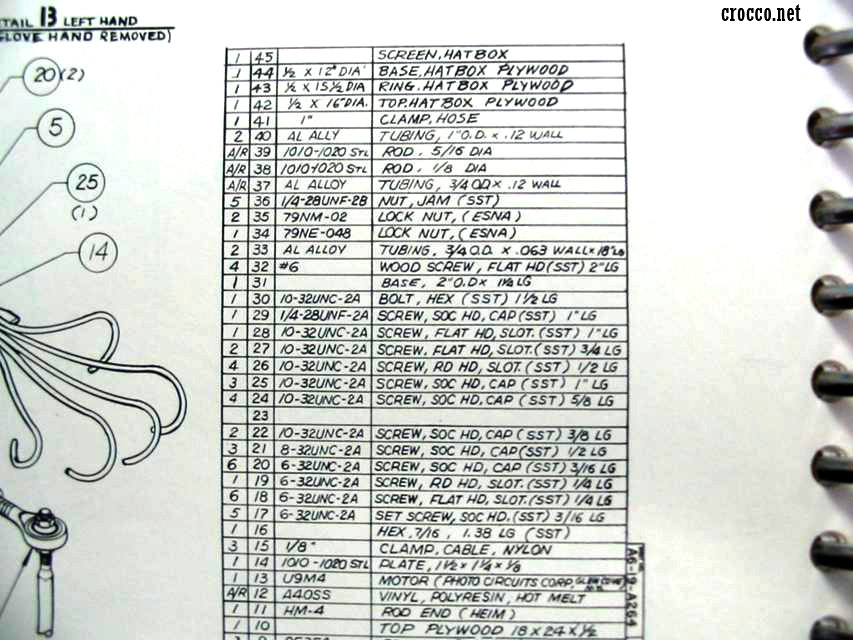 crocco.net
TAIL B LEFT HAND
GLOVE HAND REMOVED)
20 (2)
5
25
(1)
14
1 45 SCREEN, HATBOX
1 44 1/2 X 12" DIA BASE, HATBOX PLYWOOD
1 43 1/2 X 15 1/2 DIA RING, HATBOX PLYWOOD
1 42 1/2 X 16" DIA. TOP, HATBOX PLYWOOD
1 41 1" CLAMP, HOSE
2 40 AL ALLY TUBING, 1" O.D. X .12 WALL
A/R 39 1010-1020 STL ROD, 5/16 DIA
A/R 38 1010-1020 STL ROD, 1/8 DIA
A/R 37 AL ALLOY TUBING, 3/4 O.D. X .12 WALL
5 36 1/4-28UNF-2B NUT, JAM (SST)
2 35 79NM-02 LOCK NUT, (ESNA)
1 34 79NE-048 LOCK NUT, (ESNA)
2 33 AL ALLOY TUBING, 3/4 O.D. X .063 WALL X 18" LG
4 32 #6 WOOD SCREW, FLAT HD (SST) 2" LG
1 31 BASE, 2" O.D X 1 1/4 LG
1 30 10-32UNC-2A BOLT, HEX (SST) 1 1/2 LG
1 29 1/4-28UNF-2A SCREW, SOC HD, CAP (SST) 1" LG
1 28 10-32UNC-2A SCREW, FLAT HD, SLOT. (SST) 1" LG
2 27 10-32UNC-2A SCREW, FLAT HD, SLOT. (SST) 3/4 LG
4 26 10-32UNC-2A SCREW, RD HD, SLOT. (SST) 1/2 LG
3 25 10-32UNC-2A SCREW, SOC HD, CAP (SST) 1" LG
4 24 10-32UNC-2A SCREW, SOC HD, CAP (SST) 5/8 LG
23
2 22 10-32UNC-2A SCREW, SOC HD, CAP (SST) 3/8 LG
3 21 8-32UNC-2A SCREW, SOC HD, CAP (SST) 1/2 LG
6 20 6-32UNC-2A SCREW, SOC HD, CAP (SST) 3/16 LG
1 19 6-32UNC-2A SCREW, RD HD, SLOT. (SST) 1/4 LG
6 18 6-32UNC-2A SCREW, FLAT HD, SLOT. (SST) 1/4 LG
5 17 6-32UNC-2A SET SCREW, SOC HD. (SST) 3/16 LG
1 16 HEX, 7/16, 1.38 LG (SST)
3 15 1/8" CLAMP, CABLE, NYLON
1 14 1010-1020 STL PLATE, 1 1/2 X 1 1/4 X 1/8
1 13 U9M4 MOTOR (PHOTO CIRCUITS CORP,
A/R 12 A40SS VINYL, POLYRESIN, HOT MELT
1 11 HM-4 ROD END (HEIM)
1 10 TOP PLYWOOD 18 X 24 X 1/2
A6-12-A264